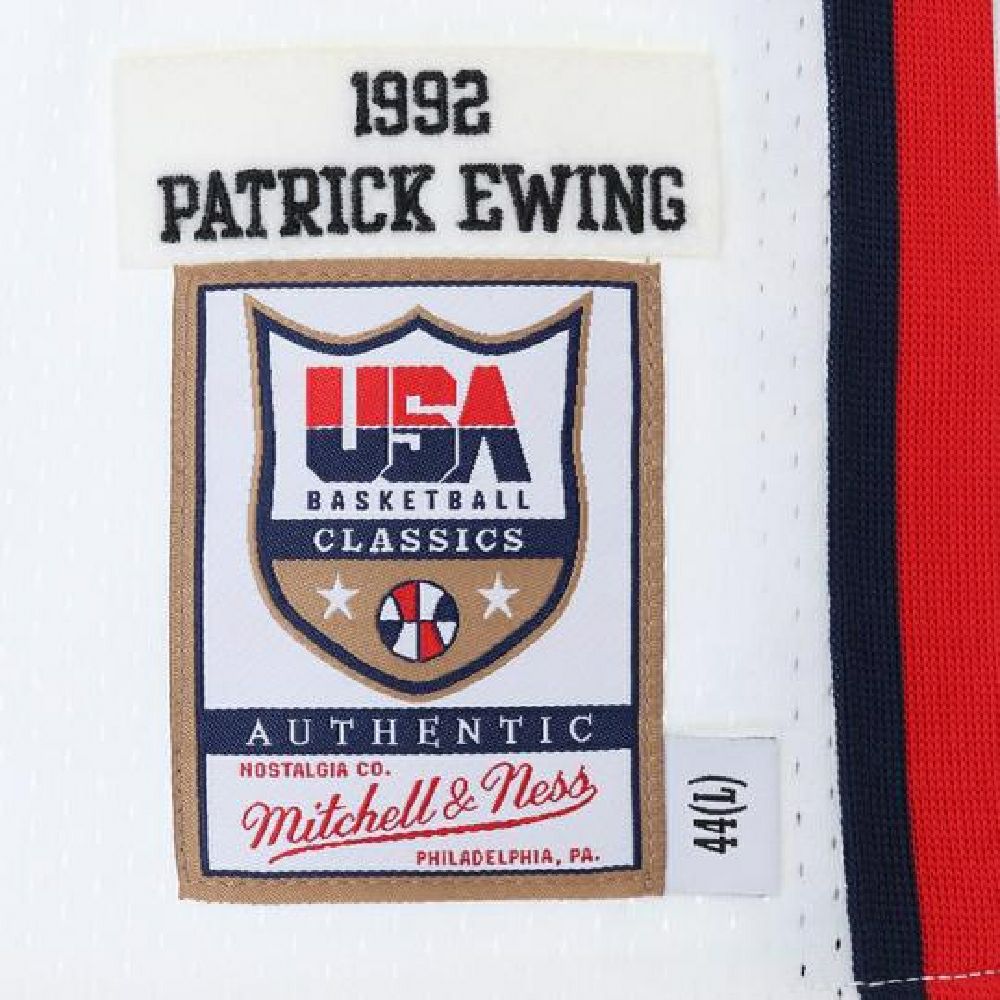 1992
PATRICK EWING
USA
BASKETBALL
CLASSICS
AUTHENTIC
NOSTALGIA CO.
Mitchell & Ness
PHILADELPHIA, PA.
44(L)